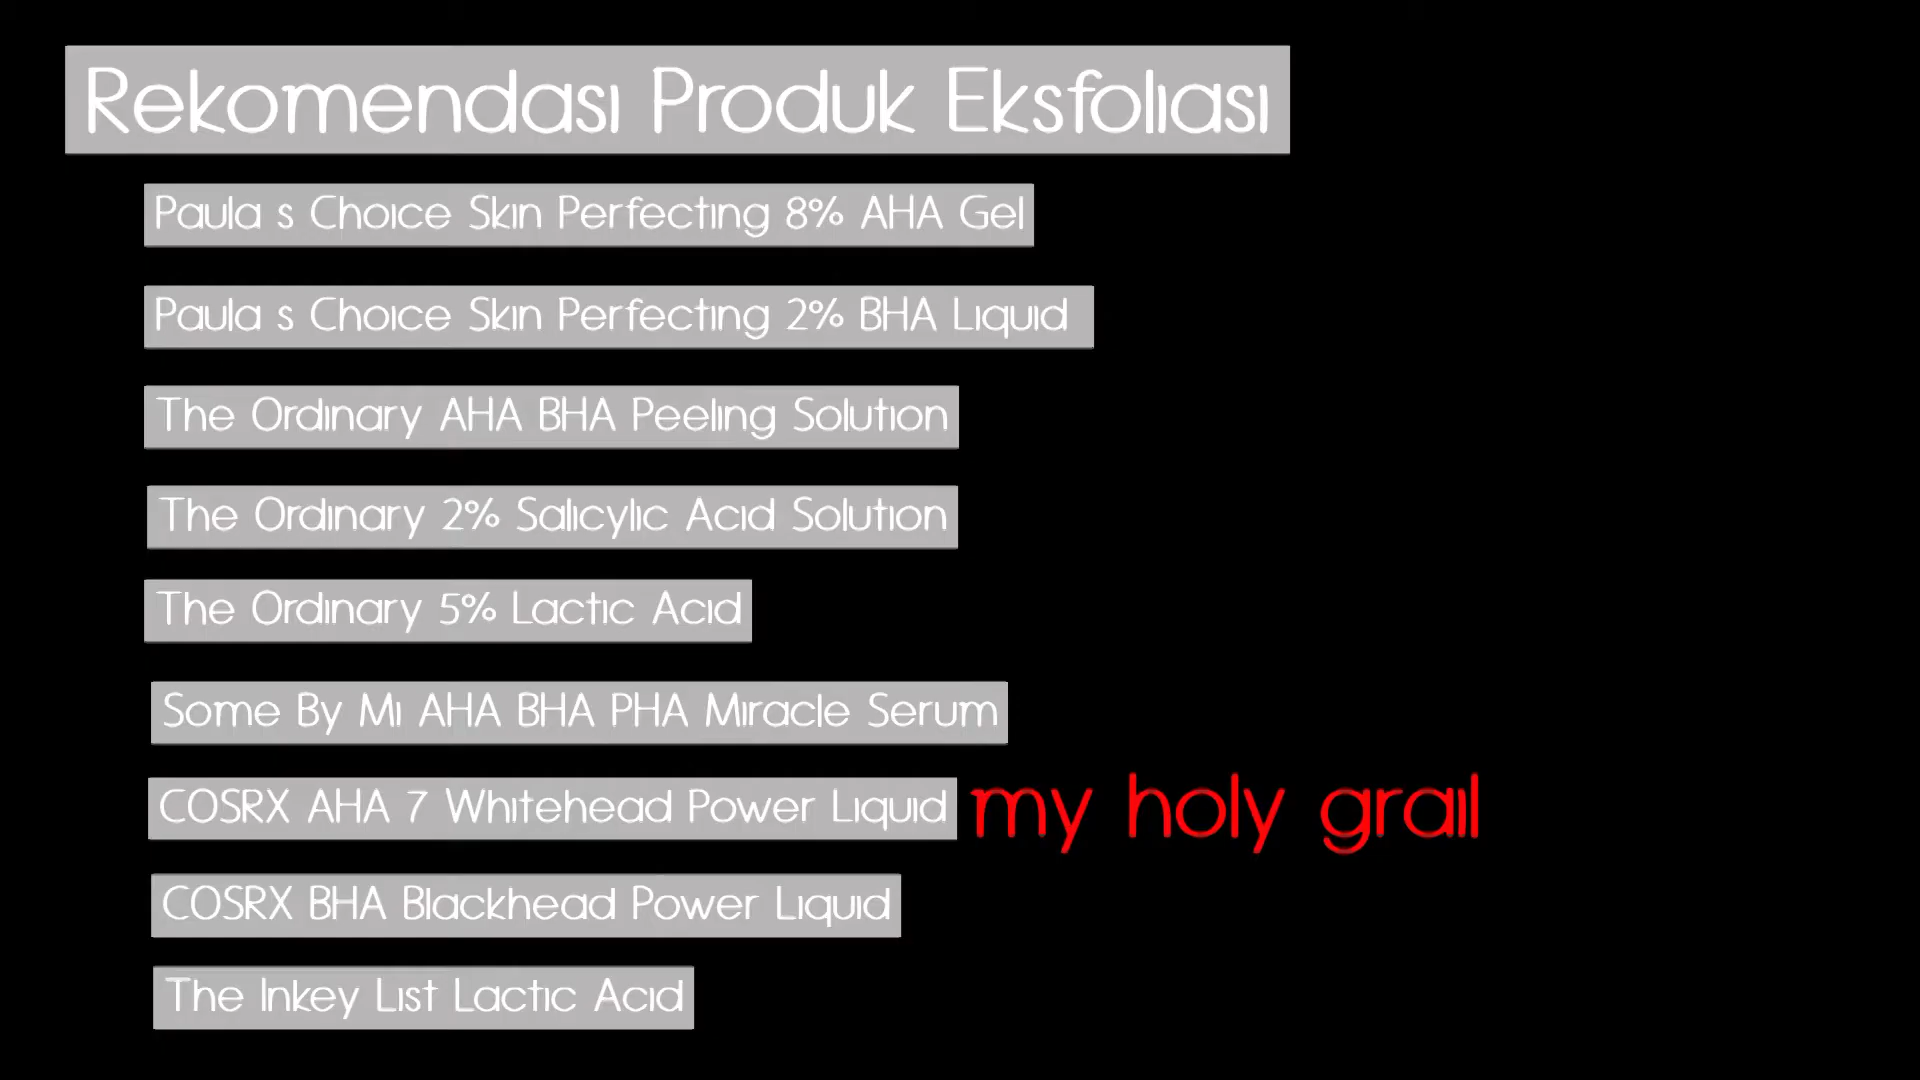 Rekomendasi Produk Eksfoliasi
Paula s Choice Skin Perfecting 8% AHA Gel
Paula s Choice Skin Perfecting 2% BHA Liquid
The Ordinary AHA BHA Peeling Solution
The Ordinary 2% Salicylic Acid Solution
The Ordinary 5% Lactic Acid
Some By Mi AHA BHA PHA Miracle Serum
COSRX AHA 7 Whitehead Power Liquid my holy grail
COSRX BHA Blackhead Power Liquid
The Inkey List Lactic Acid